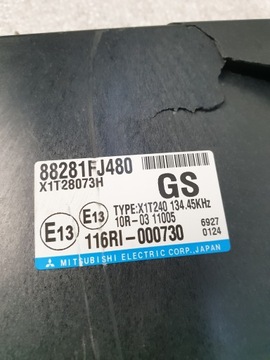 88281FJ480
X1T28073H
GS
TYPE:X1T240 134.45KHz
10R-03 11005
E13
E13
6927
0124
116RI-000730
MITSUBISHI ELECTRIC CORP., JAPAN